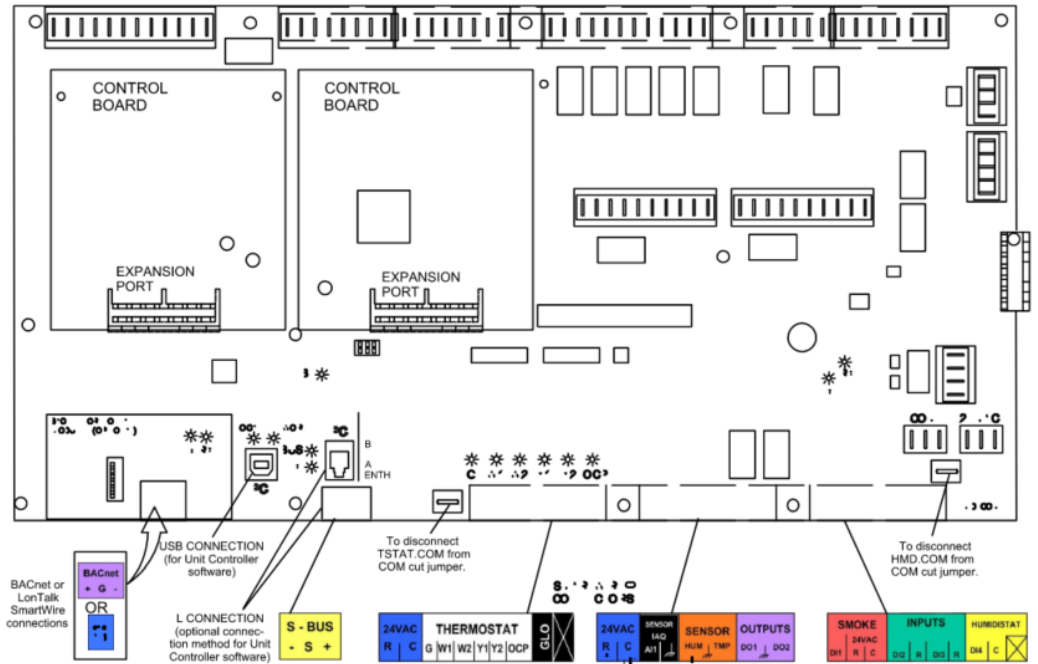 CONTROL
BOARD
CONTROL
BOARD
EXPANSION
PORT
EXPANSION
PORT
B
A
ENTH
USB CONNECTION
(for Unit Controller
software)
To disconnect
TSTAT.COM from
COM cut jumper.
To disconnect
HMD.COM from
COM cut jumper.
BACnet or
LonTalk
SmartWire
connections
BACnet
+ G -
OR
L CONNECTION
(optional connec-
tion method for Unit
Controller software)
S - BUS
- S +
24VAC
R C
THERMOSTAT
G W1 W2 Y1 Y2 OCP
GLO
24VAC
R C
SENSOR
IAQ
AI1
SENSOR
HUM TMP
OUTPUTS
DO1 DO2
SMOKE
24VAC
DI1 R C
INPUTS
DI2 R DI3 R
HUMIDISTAT
DI4 C